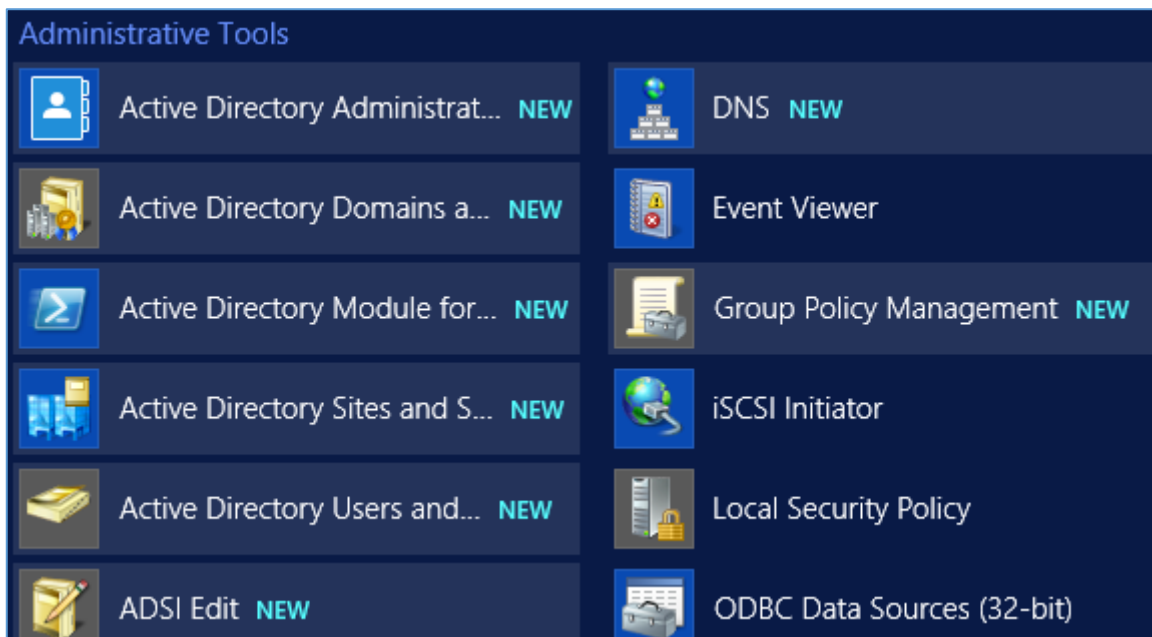 Administrative Tools
Active Directory Administrat... NEW
Active Directory Domains a... NEW
Active Directory Module for... NEW
Active Directory Sites and S... NEW
Active Directory Users and... NEW
ADSI Edit NEW
DNS NEW
Event Viewer
Group Policy Management NEW
iSCSI Initiator
Local Security Policy
ODBC Data Sources (32-bit)